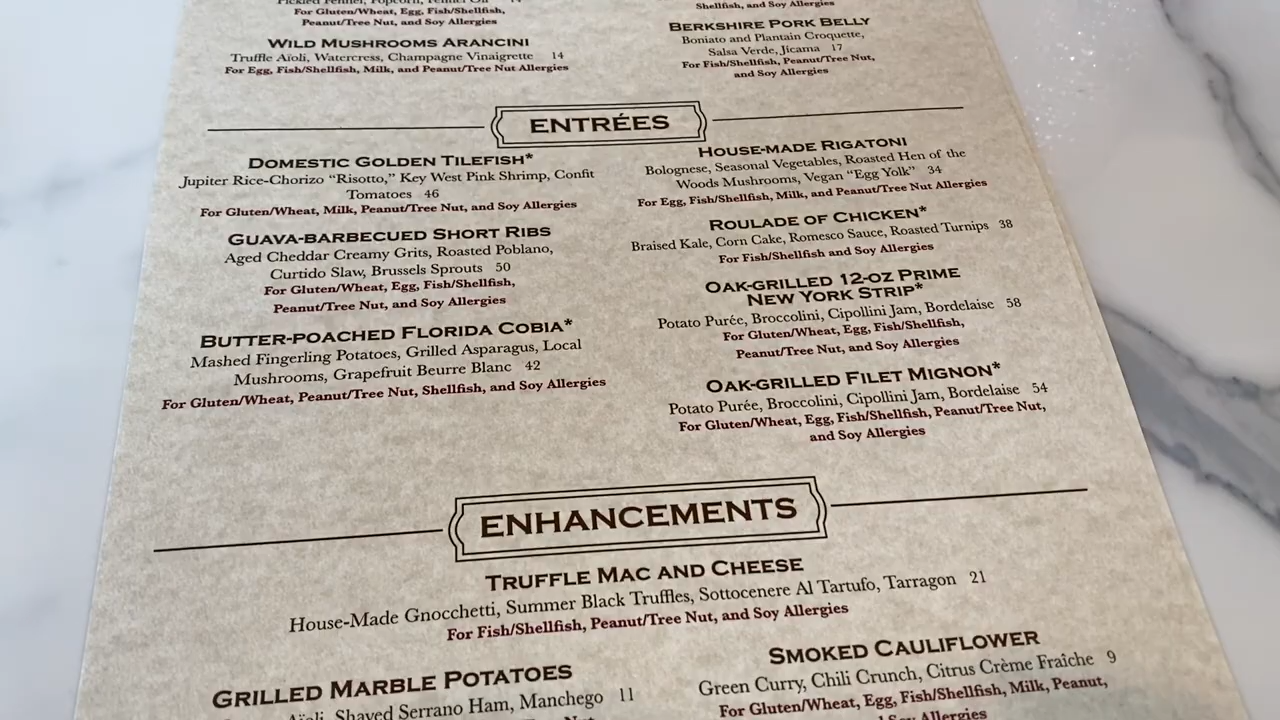 Pickled Fennel, Popcorn, Fennel Oil
For Gluten/Wheat, Egg, Fish/Shellfish,
Peanut/Tree Nut, and Soy Allergies
WILD MUSHROOMS ARANCINI
Truffle Aïoli, Watercress, Champagne Vinaigrette 14
For Egg, Fish/Shellfish, Milk, and Peanut/Tree Nut Allergies
Shellfish, and Soy Allergies
BERKSHIRE PORK BELLY
Boniato and Plantain Croquette,
Salsa Verde, Jicama 17
For Fish/Shellfish, Peanut/Tree Nut,
and Soy Allergies
ENTRÉES
DOMESTIC GOLDEN TILEFISH*
Jupiter Rice-Chorizo “Risotto,” Key West Pink Shrimp, Confit
Tomatoes 46
For Gluten/Wheat, Milk, Peanut/Tree Nut, and Soy Allergies
GUAVA-BARBECUED SHORT RIBS
Aged Cheddar Creamy Grits, Roasted Poblano,
Curtido Slaw, Brussels Sprouts 50
For Gluten/Wheat, Egg, Fish/Shellfish,
Peanut/Tree Nut, and Soy Allergies
BUTTER-POACHED FLORIDA COBIA*
Mashed Fingerling Potatoes, Grilled Asparagus, Local
Mushrooms, Grapefruit Beurre Blanc 42
For Gluten/Wheat, Peanut/Tree Nut, Shellfish, and Soy Allergies
HOUSE-MADE RIGATONI
Bolognese, Seasonal Vegetables, Roasted Hen of the
Woods Mushrooms, Vegan “Egg Yolk” 34
For Egg, Fish/Shellfish, Milk, and Peanut/Tree Nut Allergies
ROULADE OF CHICKEN*
Braised Kale, Corn Cake, Romesco Sauce, Roasted Turnips 38
For Fish/Shellfish and Soy Allergies
OAK-GRILLED 12-OZ PRIME
NEW YORK STRIP*
Potato Purée, Broccolini, Cipollini Jam, Bordelaise 58
For Gluten/Wheat, Egg, Fish/Shellfish,
Peanut/Tree Nut, and Soy Allergies
OAK-GRILLED FILET MIGNON*
Potato Purée, Broccolini, Cipollini Jam, Bordelaise 54
For Gluten/Wheat, Egg, Fish/Shellfish, Peanut/Tree Nut,
and Soy Allergies
ENHANCEMENTS
TRUFFLE MAC AND CHEESE
House-Made Gnocchetti, Summer Black Truffles, Sottocenere Al Tartufo, Tarragon 21
For Fish/Shellfish, Peanut/Tree Nut, and Soy Allergies
GRILLED MARBLE POTATOES
Aïoli, Shaved Serrano Ham, Manchego 11
SMOKED CAULIFLOWER
Green Curry, Chili Crunch, Citrus Crème Fraîche 9
For Gluten/Wheat, Egg, Fish/Shellfish, Milk, Peanut,
and Soy Allergies